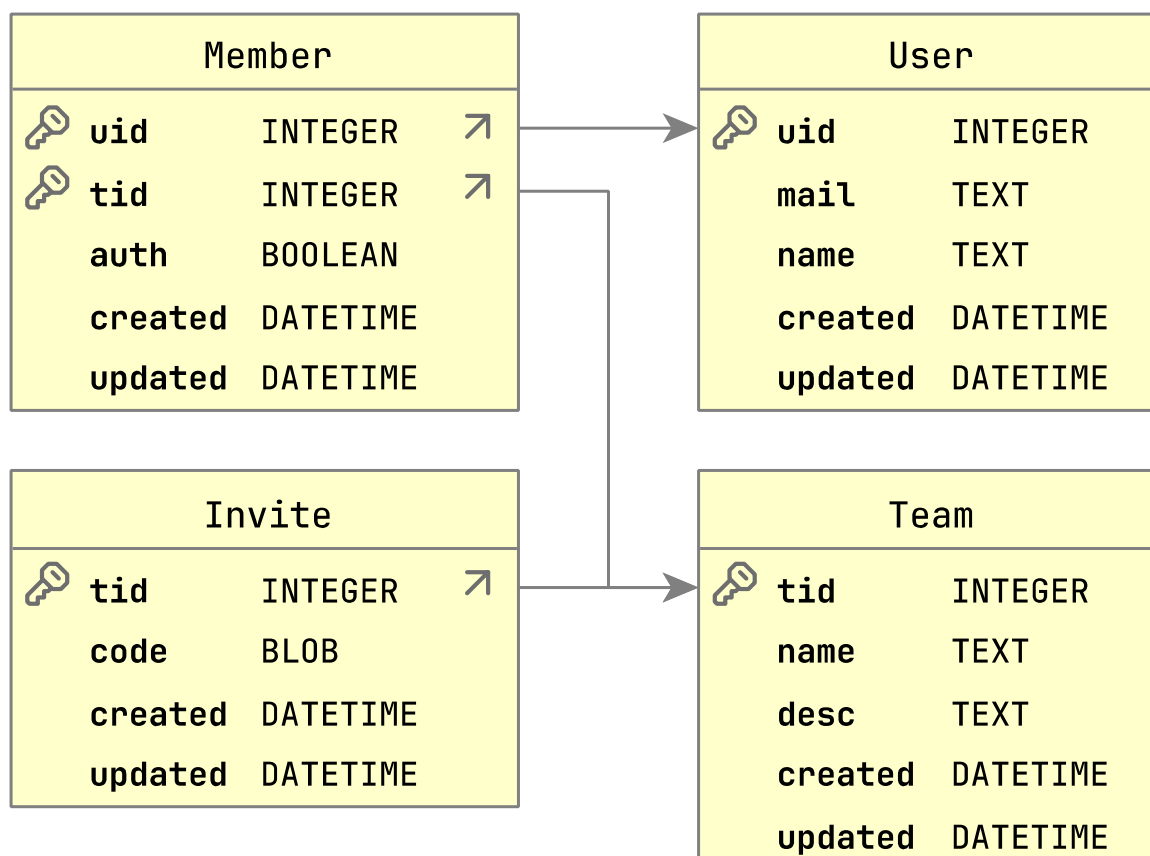 Member
uid INTEGER
tid INTEGER
auth BOOLEAN
created DATETIME
updated DATETIME
User
uid INTEGER
mail TEXT
name TEXT
created DATETIME
updated DATETIME
Invite
tid INTEGER
code BLOB
created DATETIME
updated DATETIME
Team
tid INTEGER
name TEXT
desc TEXT
created DATETIME
updated DATETIME